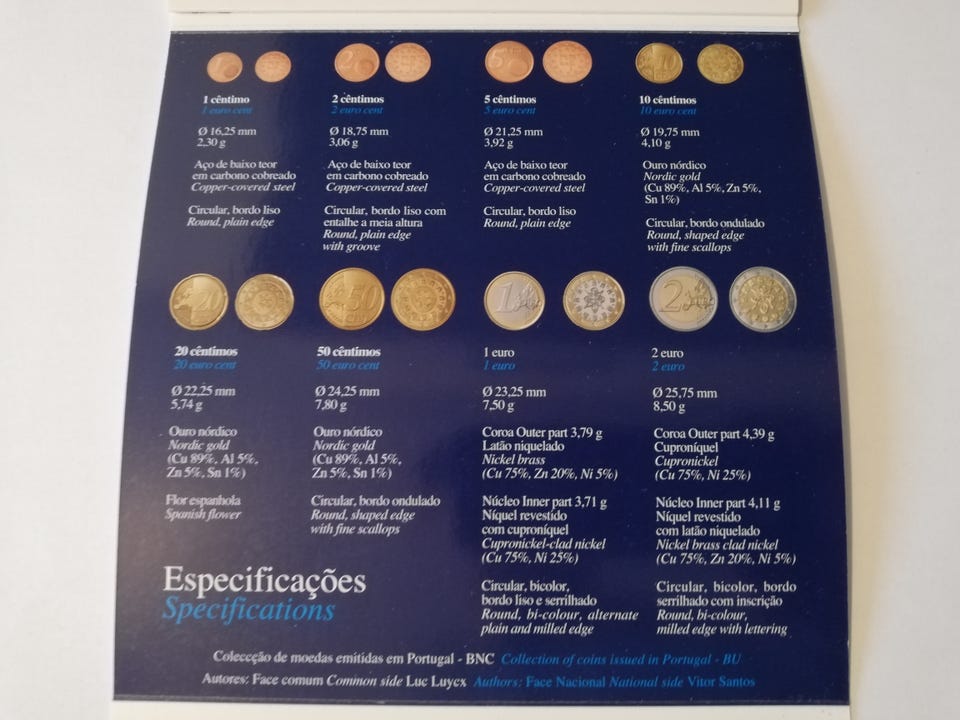 1 cêntimo
1 euro cent
Ø 16,25 mm
2,30 g
Aço de baixo teor
em carbono cobreado
Copper-covered steel
Circular, bordo liso
Round, plain edge
2 cêntimos
2 euro cent
Ø 18,75 mm
3,06 g
Aço de baixo teor
em carbono cobreado
Copper-covered steel
Circular, bordo liso com
entalhe a meia altura
Round, plain edge
with groove
5 cêntimos
5 euro cent
Ø 21,25 mm
3,92 g
Aço de baixo teor
em carbono cobreado
Copper-covered steel
Circular, bordo liso
Round, plain edge
10 cêntimos
10 euro cent
Ø 19,75 mm
4,10 g
Ouro nórdico
Nordic gold
(Cu 89%, Al 5%, Zn 5%,
Sn 1%)
Circular, bordo ondulado
Round, shaped edge
with fine scallops
20 cêntimos
20 euro cent
Ø 22,25 mm
5,74 g
Ouro nórdico
Nordic gold
(Cu 89%, Al 5%,
Zn 5%, Sn 1%)
Flor espanhola
Spanish flower
50 cêntimos
50 euro cent
Ø 24,25 mm
7,80 g
Ouro nórdico
Nordic gold
(Cu 89%, Al 5%,
Zn 5%, Sn 1%)
Circular, bordo ondulado
Round, shaped edge
with fine scallops
1 euro
1 euro
Ø 23,25 mm
7,50 g
Coroa Outer part 3,79 g
Latão niquelado
Nickel brass
(Cu 75%, Zn 20%, Ni 5%)
Núcleo Inner part 3,71 g
Níquel revestido
com cuproníquel
Cupronickel-clad nickel
(Cu 75%, Ni 25%)
Circular, bicolor,
bordo liso e serrilhado
Round, bi-colour, alternate
plain and milled edge
2 euro
2 euro
Ø 25,75 mm
8,50 g
Coroa Outer part 4,39 g
Cuproníquel
Cupronickel
(Cu 75%, Ni 25%)
Núcleo Inner part 4,11 g
Níquel revestido
com latão niquelado
Nickel brass clad nickel
(Cu 75%, Zn 20%, Ni 5%)
Circular, bicolor, bordo
serrilhado com inscrição
Round, bi-colour,
milled edge with lettering
Especificações
Specifications
Colecção de moedas emitidas em Portugal - BNC Collection of coins issued in Portugal - BU
Autores: Face comum Common side Luc Luycx Authors: Face Nacional National side Vitor Santos